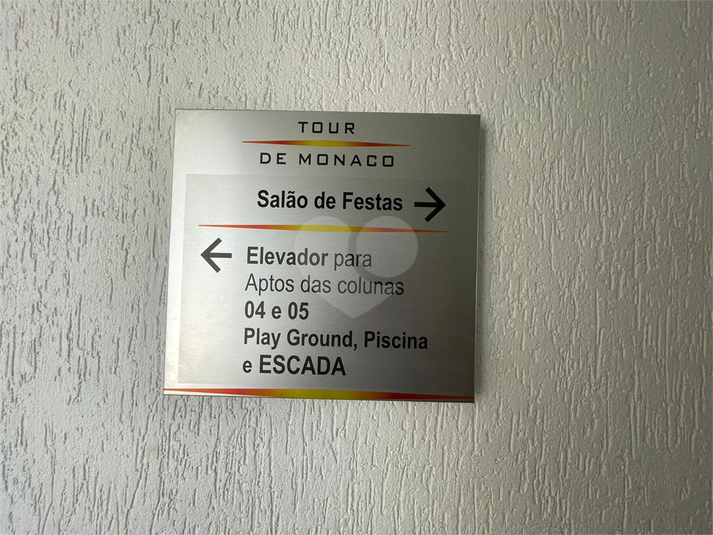 TOUR
DE MONACO
Salão de Festas
Elevador para
Aptos das colunas
04 e 05
Play Ground, Piscina
e ESCADA